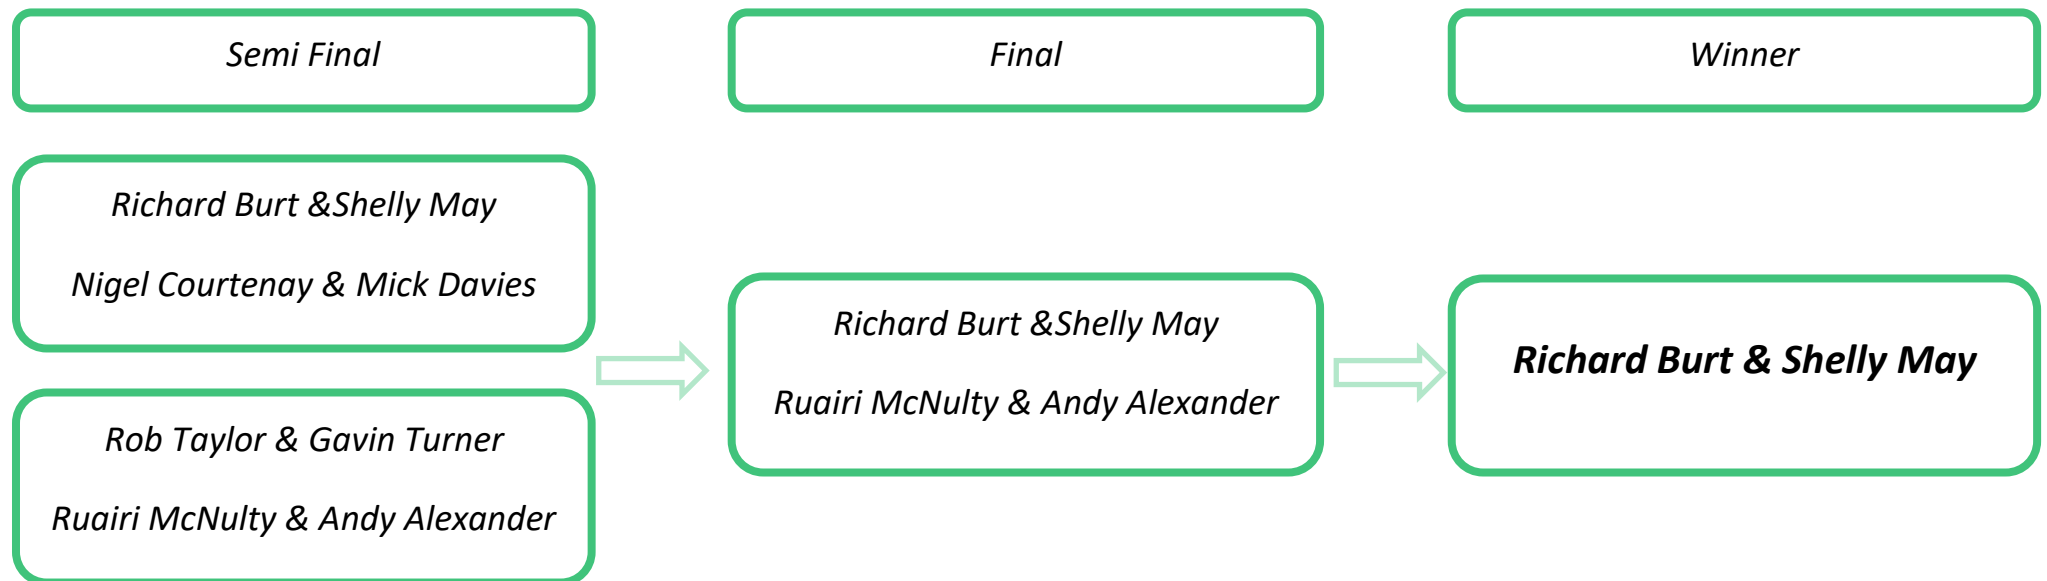 Semi Final
Final
Winner
Richard Burt &Shelly May
Nigel Courtenay & Mick Davies
Rob Taylor & Gavin Turner
Ruairi McNulty & Andy Alexander
Richard Burt &Shelly May
Ruairi McNulty & Andy Alexander
Richard Burt & Shelly May